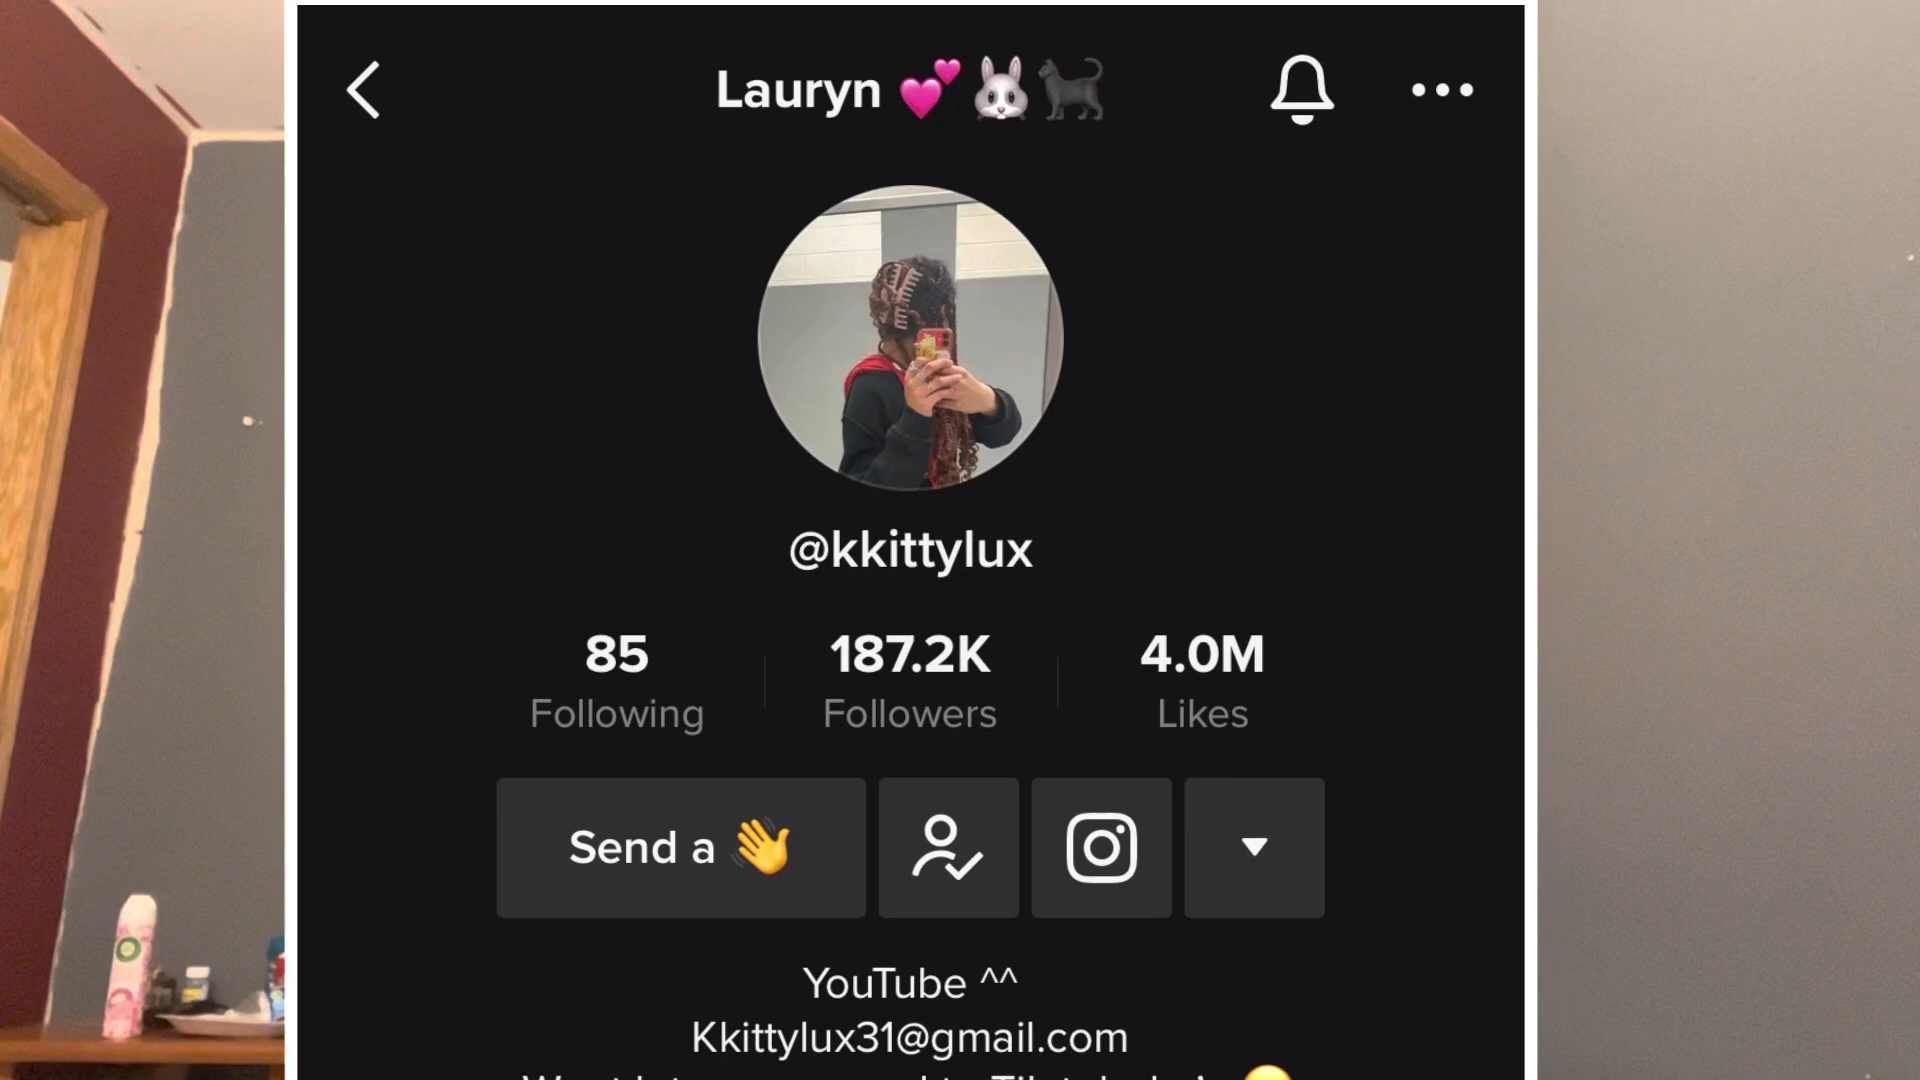 Lauryn 💕🐰🐈‍⬛
@kkittylux
85 187.2K 4.0M
Following Followers Likes
Send a 👋
YouTube ^^
Kkittylux31@gmail.com